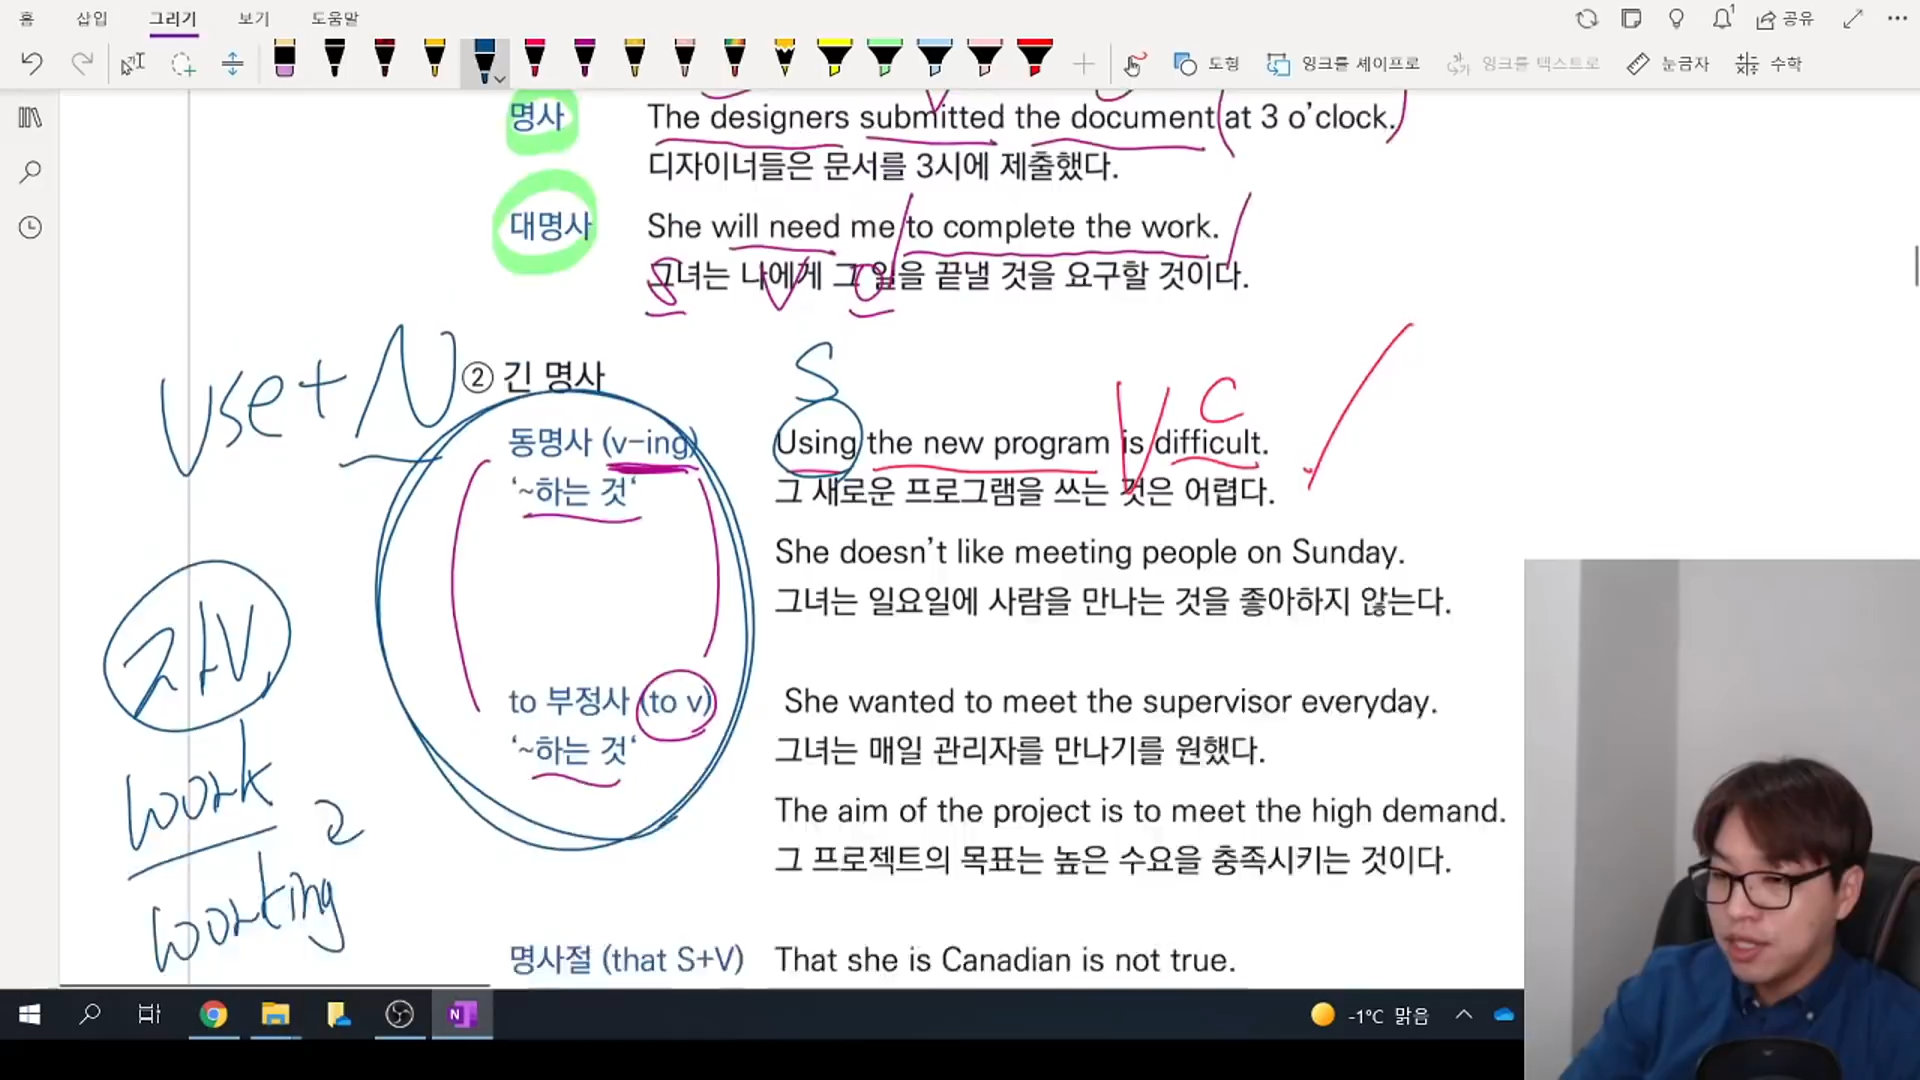 홈 삽입 그리기 보기 도움말 1 공유
도형 잉크를 셰이프로 잉크를 텍스트로 눈금자 수학
명사 The designers submitted the document (at 3 o'clock.)
디자이너들은 문서를 3시에 제출했다.
대명사 She will need me / to complete the work. /
그녀는 나에게 그 일을 끝낼 것을 요구할 것이다.
S V O
use + N ② 긴 명사 S V C
동명사 (v-ing) Using the new program is difficult.
'~하는 것' 그 새로운 프로그램을 쓰는 것은 어렵다.
She doesn't like meeting people on Sunday.
그녀는 일요일에 사람을 만나는 것을 좋아하지 않는다.
to 부정사 (to v) She wanted to meet the supervisor everyday.
'~하는 것' 그녀는 매일 관리자를 만나기를 원했다.
work
The aim of the project is to meet the high demand.
그 프로젝트의 목표는 높은 수요을 충족시키는 것이다.
working
명사절 (that S+V) That she is Canadian is not true.
N -1°C 맑음